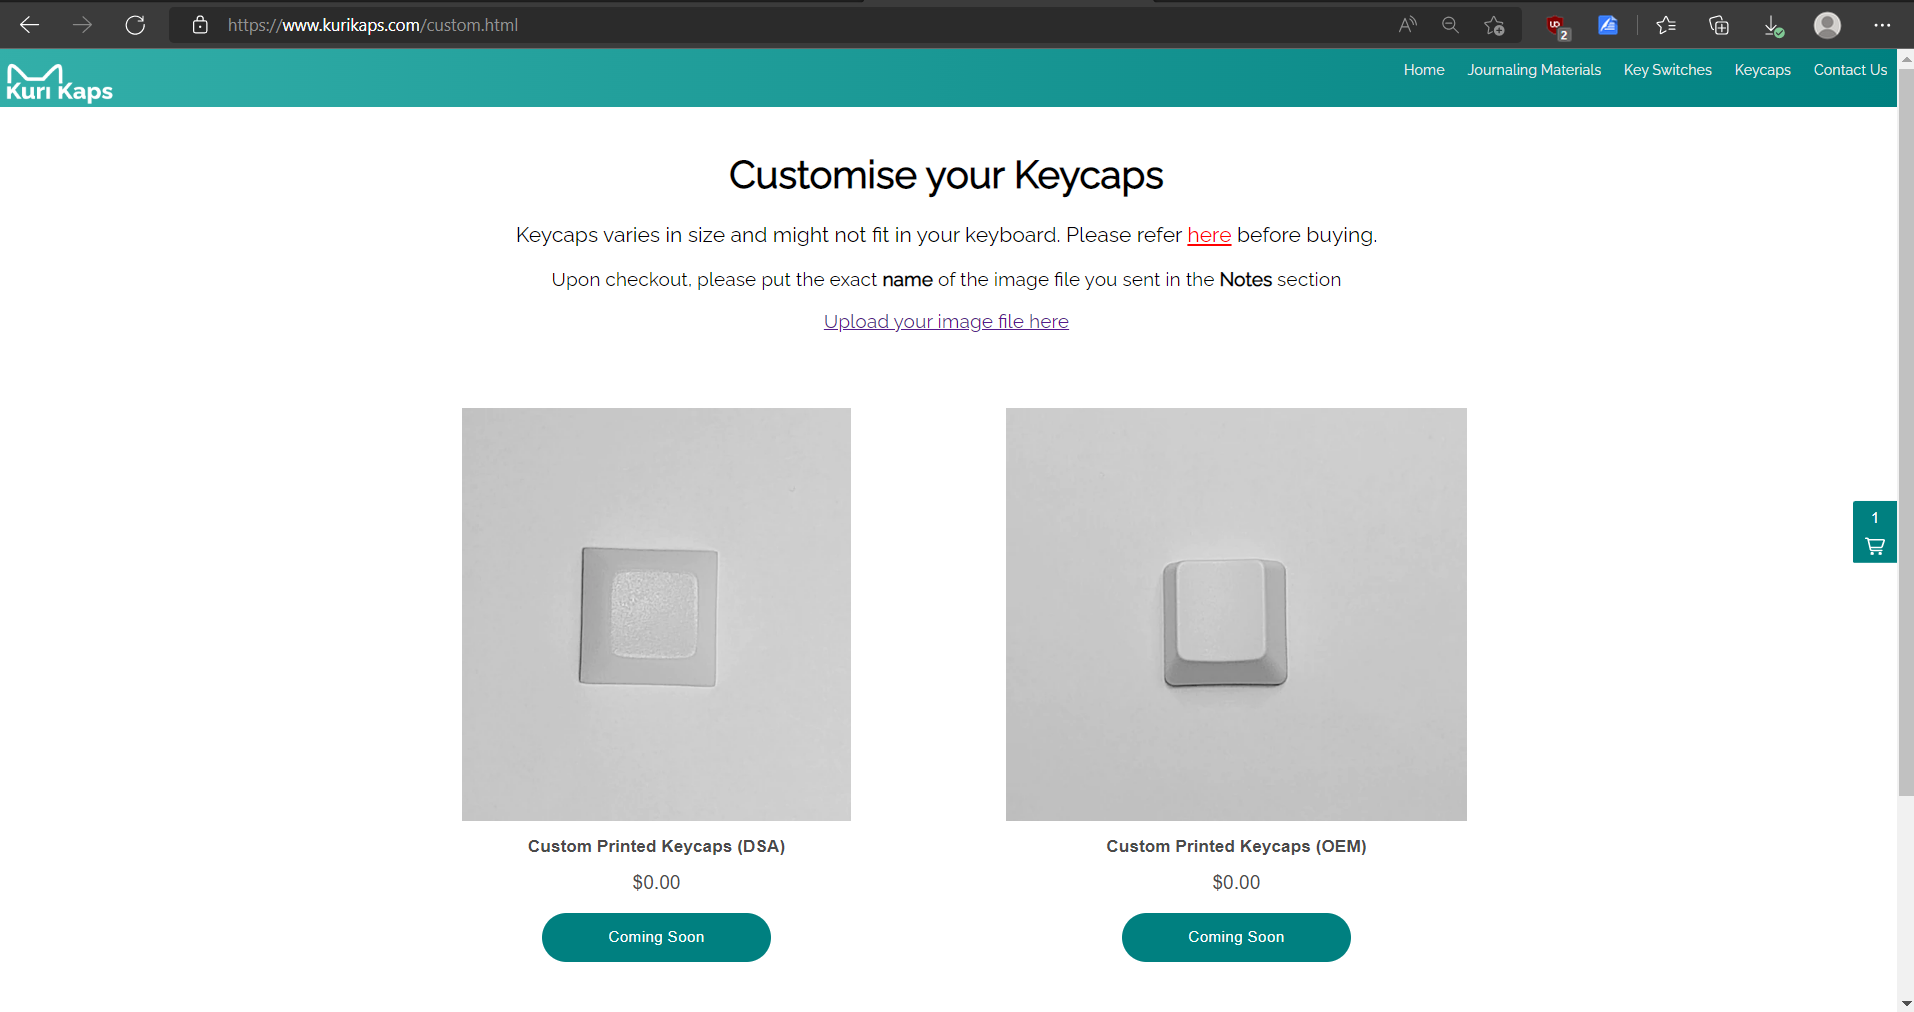 https://www.kurikaps.com/custom.html
2
Kuri Kaps
Home Journaling Materials Key Switches Keycaps Contact Us
Customise your Keycaps
Keycaps varies in size and might not fit in your keyboard. Please refer here before buying.
Upon checkout, please put the exact name of the image file you sent in the Notes section
Upload your image file here
1
Custom Printed Keycaps (DSA)
$0.00
Coming Soon
Custom Printed Keycaps (OEM)
$0.00
Coming Soon